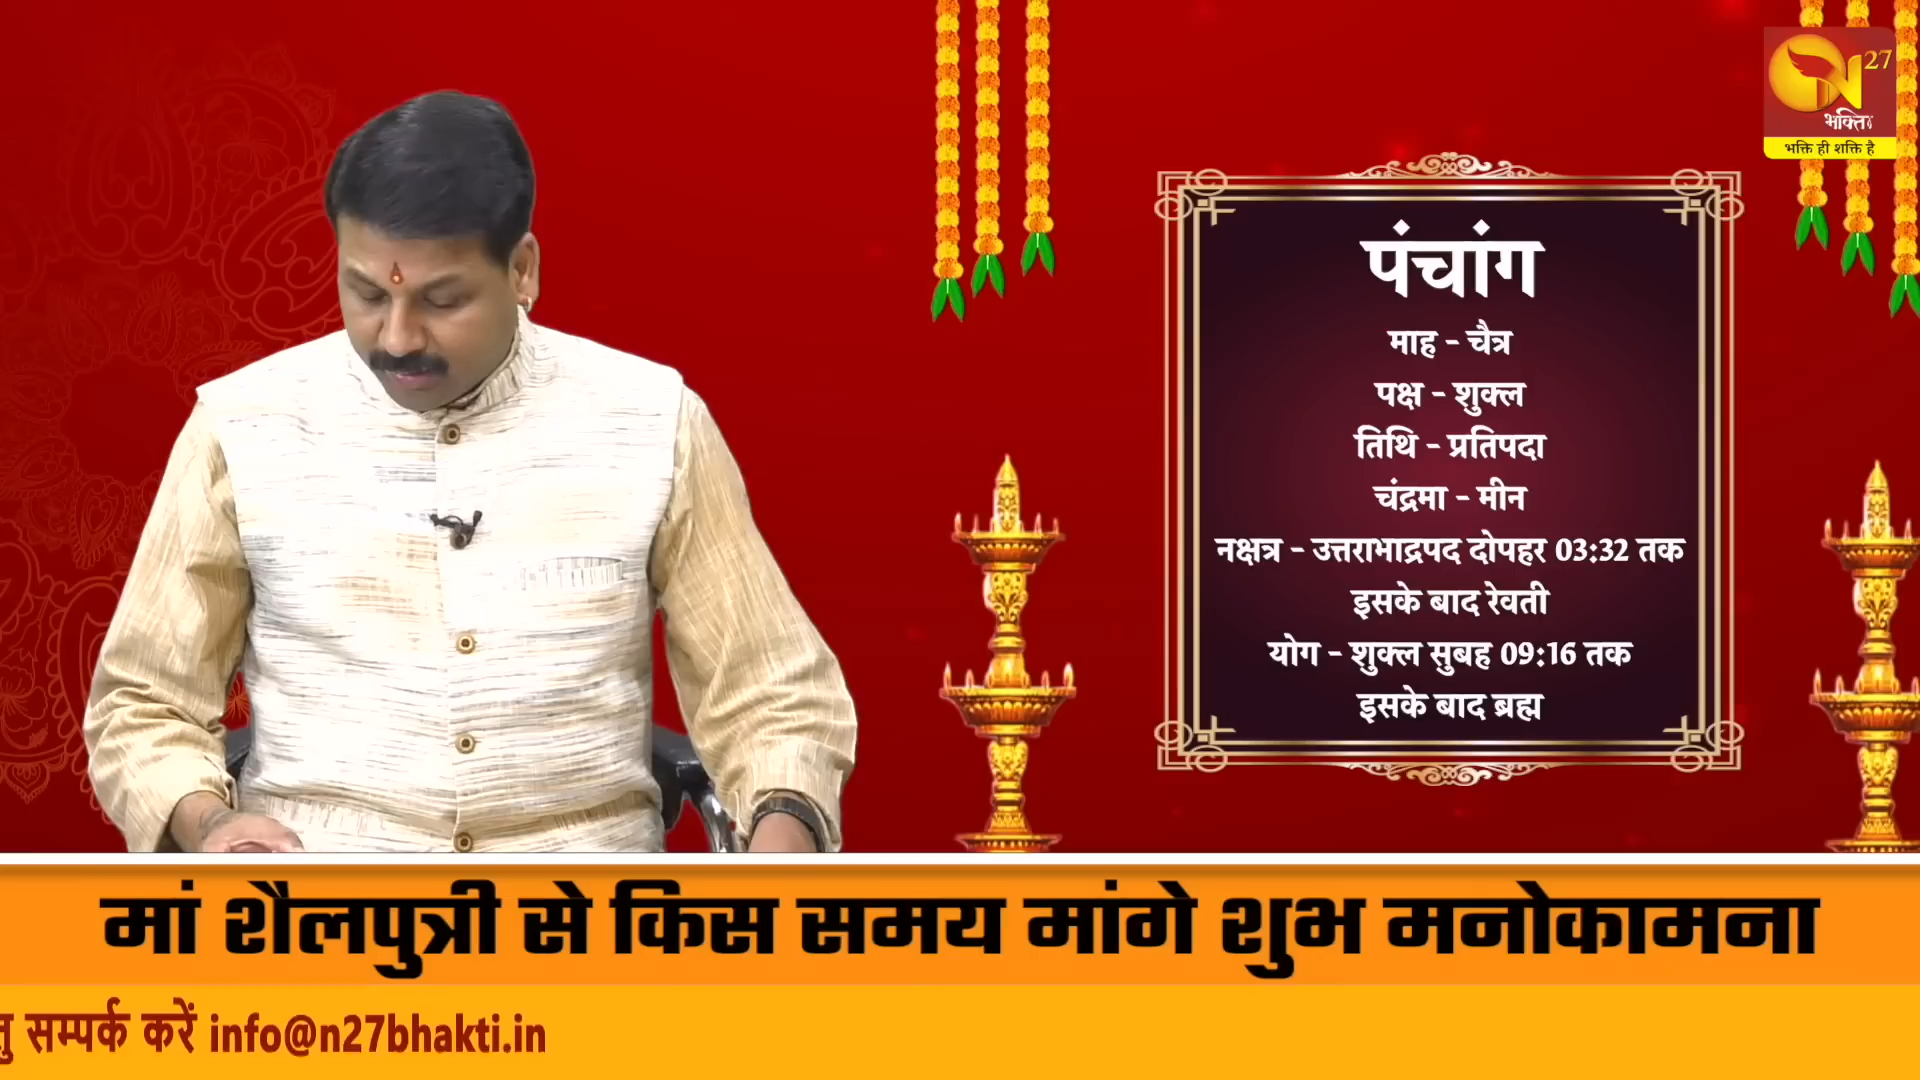 27
भक्ति
भक्ति ही शक्ति है
पंचांग
माह - चैत्र
पक्ष - शुक्ल
तिथि - प्रतिपदा
चंद्रमा - मीन
नक्षत्र - उत्तराभाद्रपद दोपहर 03:32 तक
इसके बाद रेवती
योग - शुक्ल सुबह 09:16 तक
इसके बाद ब्रह्म
मां शैलपुत्री से किस समय मांगे शुभ मनोकामना
सम्पर्क करें info@n27bhakti.in